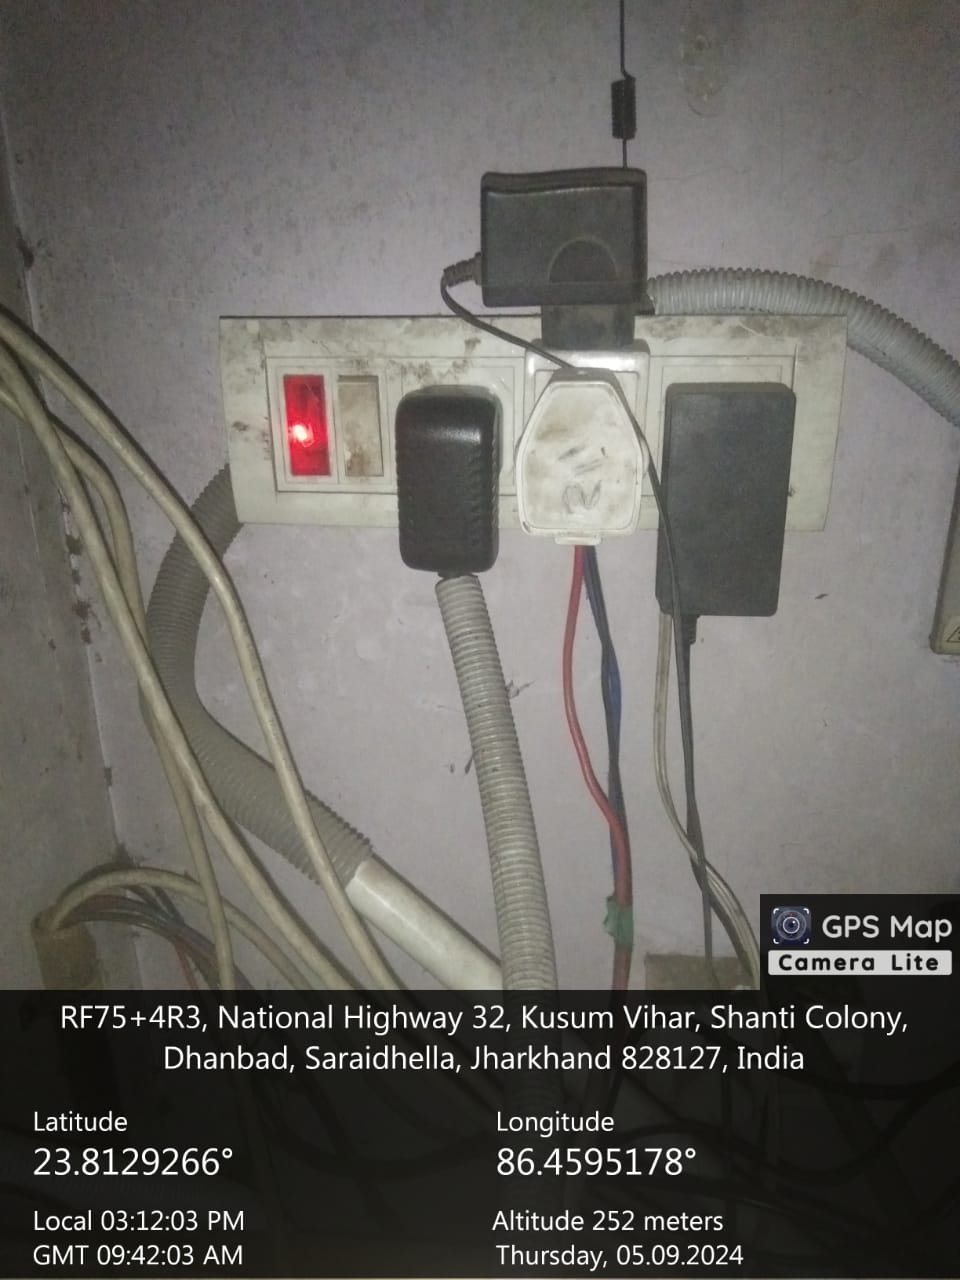 GPS Map
Camera Lite
RF75+4R3, National Highway 32, Kusum Vihar, Shanti Colony,
Dhanbad, Saraidhella, Jharkhand 828127, India
Latitude
23.8129266°
Longitude
86.4595178°
Local 03:12:03 PM
GMT 09:42:03 AM
Altitude 252 meters
Thursday, 05.09.2024